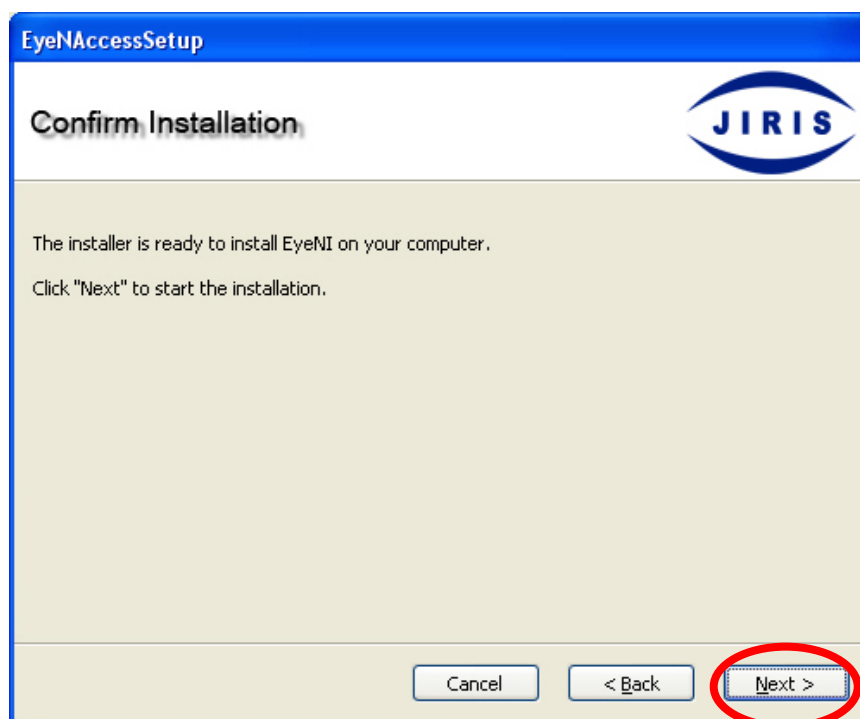 EyeNAccessSetup
Confirm Installation
JIRIS
The installer is ready to install EyeNI on your computer.
Click "Next" to start the installation.
Cancel
< Back
Next >